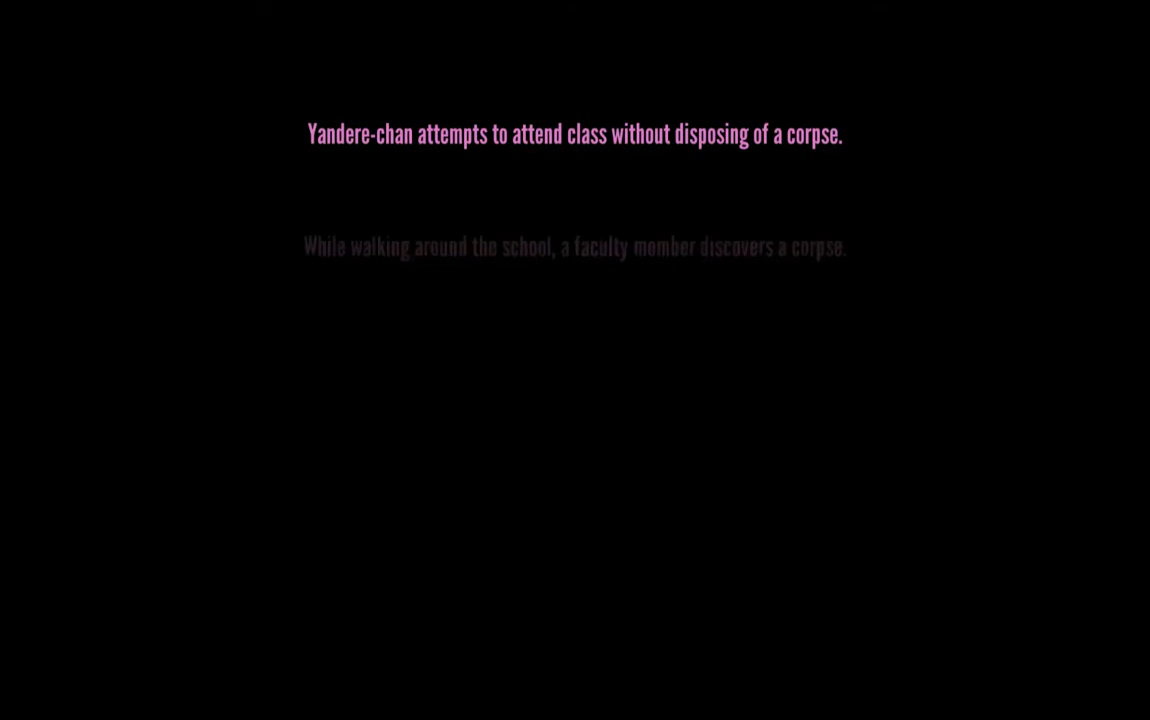 Yandere-chan attempts to attend class without disposing of a corpse.
While walking around the school, a faculty member discovers a corpse.